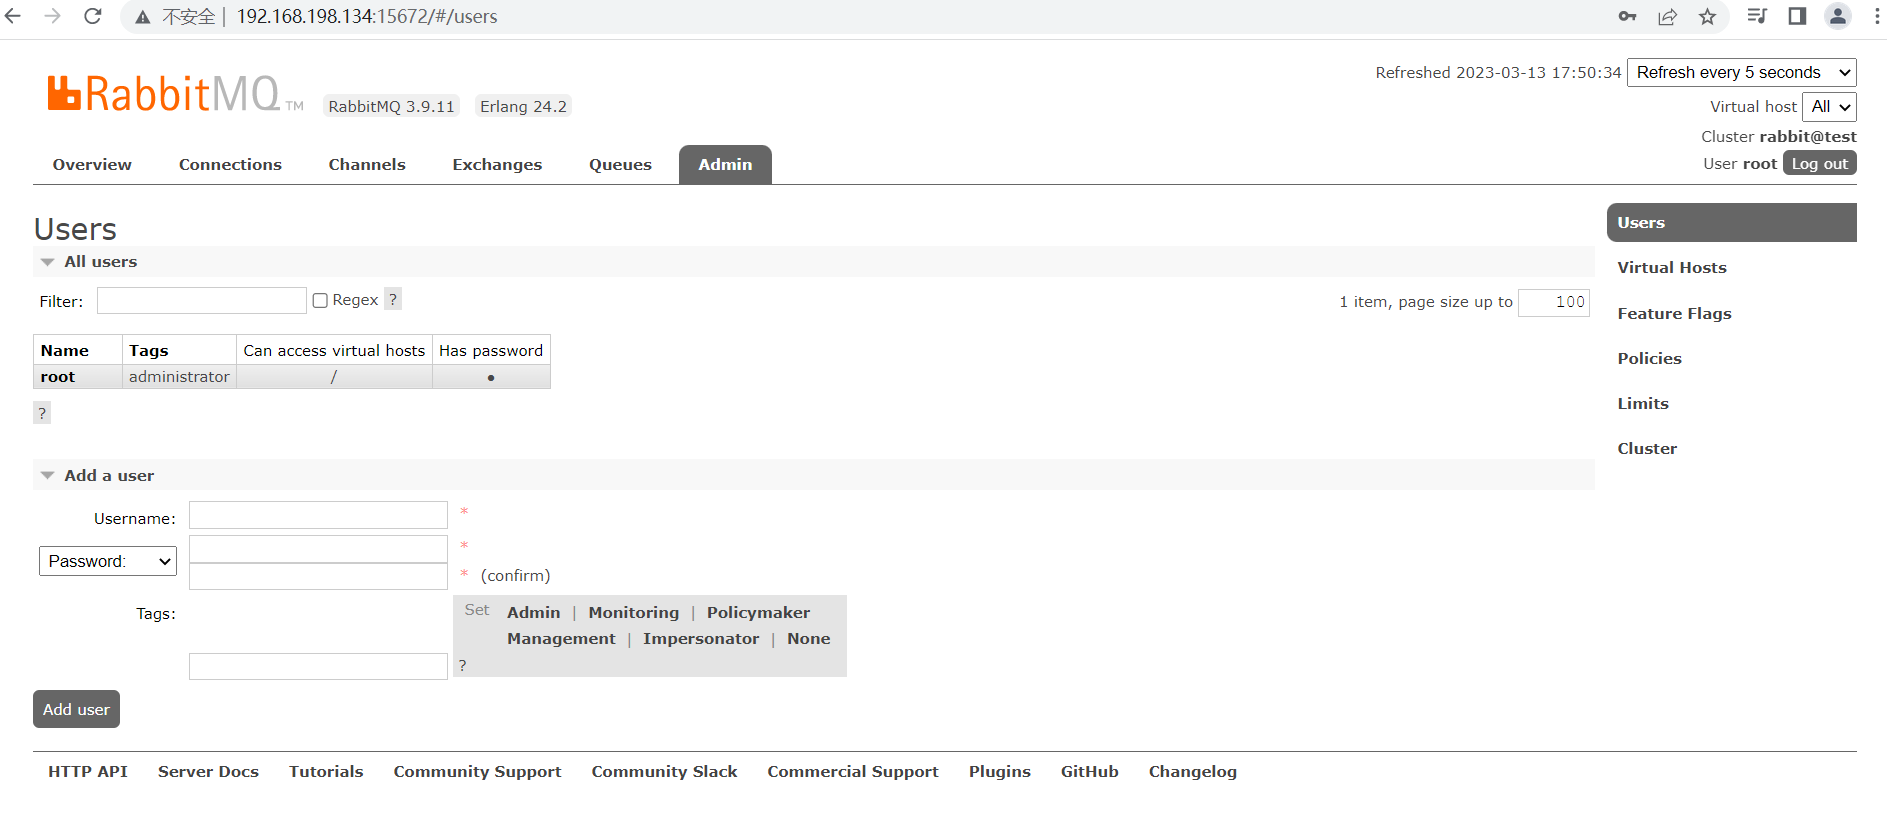 不安全 | 192.168.198.134:15672/#/users
RabbitMQ TM RabbitMQ 3.9.11 Erlang 24.2
Refreshed 2023-03-13 17:50:34 Refresh every 5 seconds
Virtual host All
Cluster rabbit@test
User root Log out
Overview Connections Channels Exchanges Queues Admin
Users
All users
Filter: Regex ?
1 item, page size up to 100
Name Tags Can access virtual hosts Has password
root administrator / ●
?
Add a user
Username: *
Password: *
* (confirm)
Tags:
Set Admin | Monitoring | Policymaker
Management | Impersonator | None
?
Add user
Users
Virtual Hosts
Feature Flags
Policies
Limits
Cluster
HTTP API Server Docs Tutorials Community Support Community Slack Commercial Support Plugins GitHub Changelog